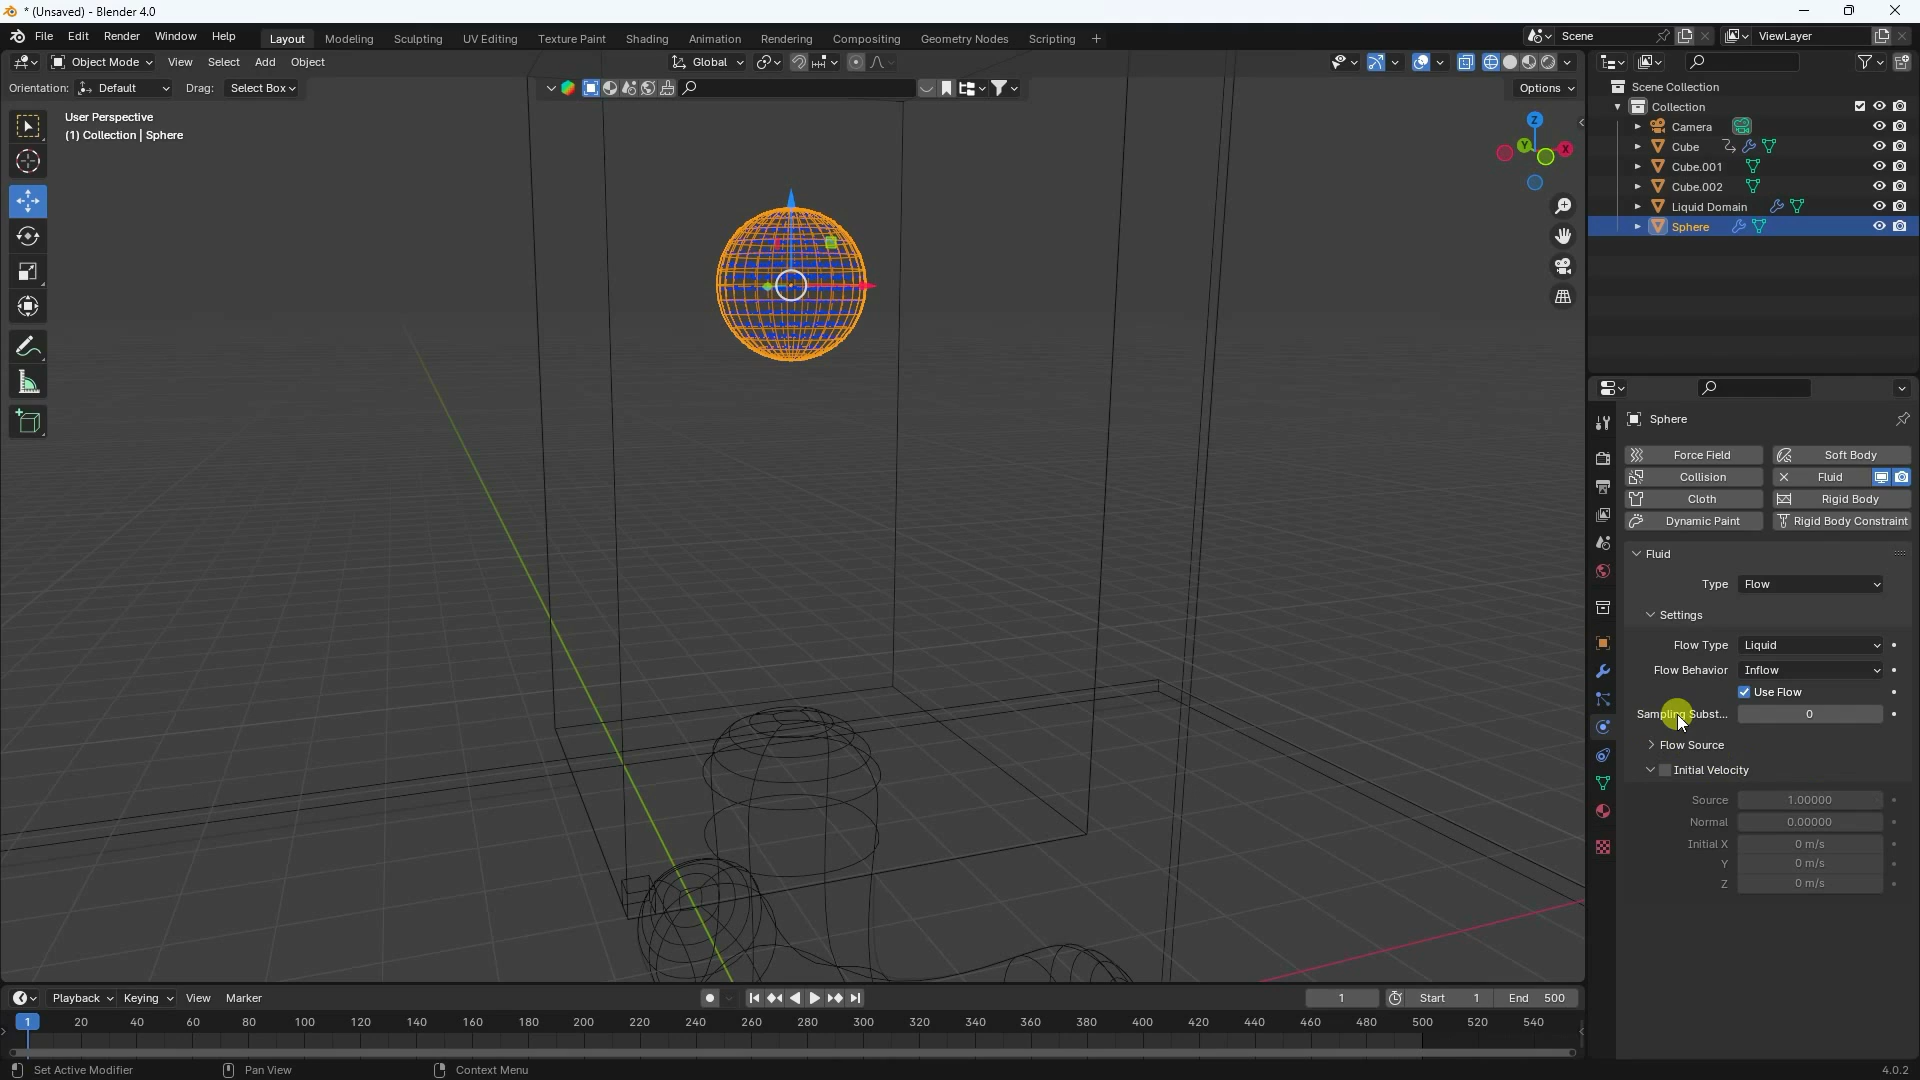 * (Unsaved) - Blender 4.0
File Edit Render Window Help Layout Modeling Sculpting UV Editing Texture Paint Shading Animation Rendering Compositing Geometry Nodes Scripting + Scene ViewLayer
Object Mode View Select Add Object Global
Orientation: Default Drag: Select Box Options
User Perspective
(1) Collection | Sphere
Z
Y
X
Scene Collection
Collection
Camera
Cube
Cube.001
Cube.002
Liquid Domain
Sphere
Sphere
Force Field Soft Body
Collision Fluid
Cloth Rigid Body
Dynamic Paint Rigid Body Constraint
Fluid
Type Flow
Settings
Flow Type Liquid
Flow Behavior Inflow
Use Flow
Sampling Subst... 0
Flow Source
Initial Velocity
Source 1.00000
Normal 0.00000
Initial X 0 m/s
Y 0 m/s
Z 0 m/s
Playback Keying View Marker 1 Start 1 End 500
1 20 40 60 80 100 120 140 160 180 200 220 240 260 280 300 320 340 360 380 400 420 440 460 480 500 520 540
Set Active Modifier Pan View Context Menu 4.0.2